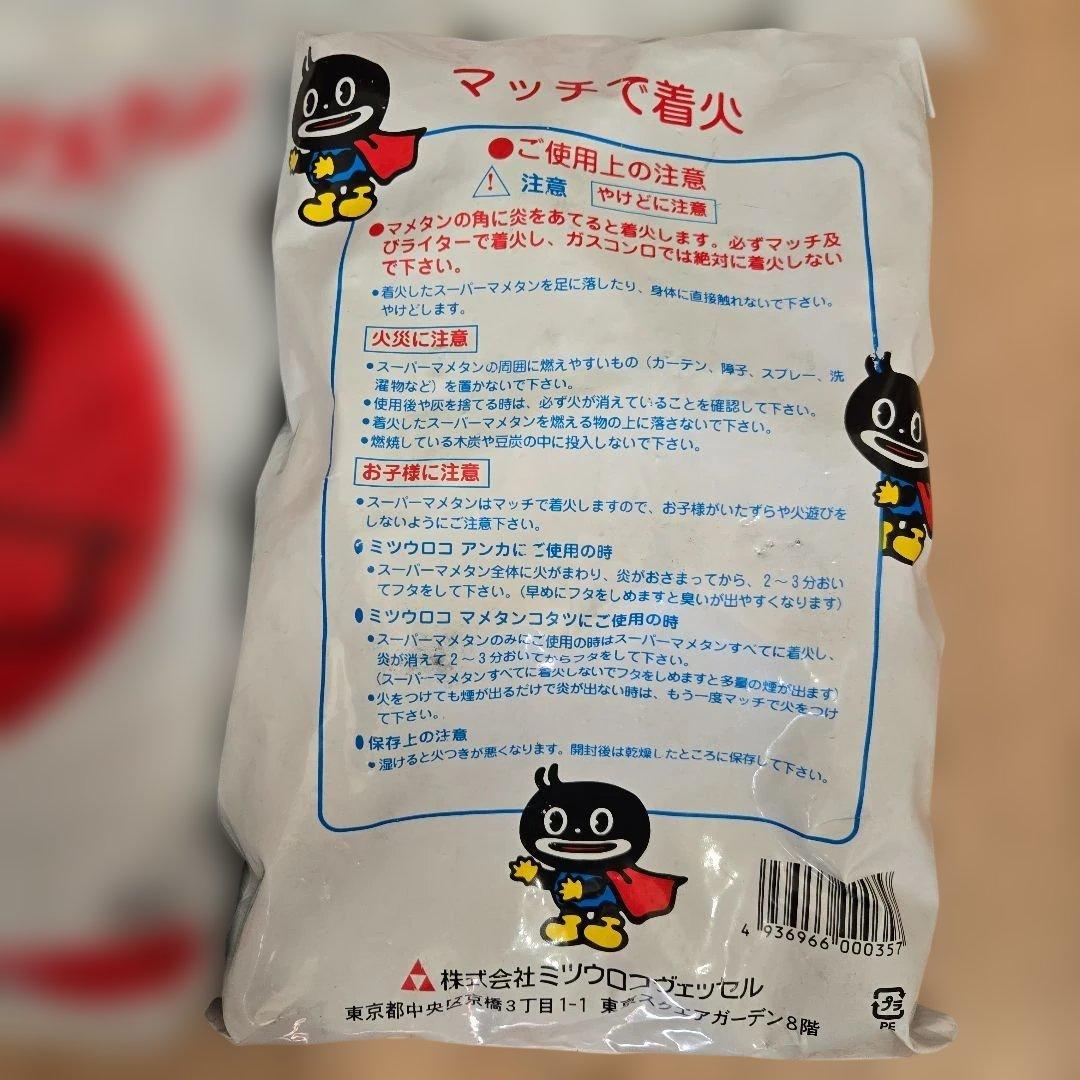 マッチで着火
●ご使用上の注意
注意 やけどに注意
●マメタンの角に炎をあてると着火します。必ずマッチ及
びライターで着火し、ガスコンロでは絶対に着火しない
で下さい。
●着火したスーパーマメタンを足に落したり、身体に直接触れないで下さい。
やけどします。
火災に注意
●スーパーマメタンの周囲に燃えやすいもの(カーテン、障子、スプレー、洗
濯物など)を置かないで下さい。
●使用後や灰を捨てる時は、必ず火が消えていることを確認して下さい。
●着火したスーパーマメタンを燃える物の上に落さないで下さい。
●燃焼している木炭や豆炭の中に投入しないで下さい。
お子様に注意
●スーパーマメタンはマッチで着火しますので、お子様がいたずらや火遊びを
しないようにご注意下さい。
●ミツウロコ アンカにご使用の時
●スーパーマメタン全体に火がまわり、炎がおさまってから、2～3分おい
てフタをして下さい。(早めにフタをしめますと臭いが出やすくなります)
●ミツウロコ マメタンコタツにご使用の時
●スーパーマメタンのみにご使用の時はスーパーマメタンすべてに着火し、
炎が消えて2～3分おいてからフタをして下さい。
(スーパーマメタンすべてに着火しないでフタをしめますと多量の煙が出ます)
●火をつけても煙が出るだけで炎が出ない時は、もう一度マッチで火をつけ
て下さい。
●保存上の注意
●湿けると火つきが悪くなります。開封後は乾燥したところに保存して下さい。
4 936966 000357
株式会社ミツウロコヴェッセル
東京都中央区京橋3丁目1-1 東京スクエアガーデン8階
プラ
PE